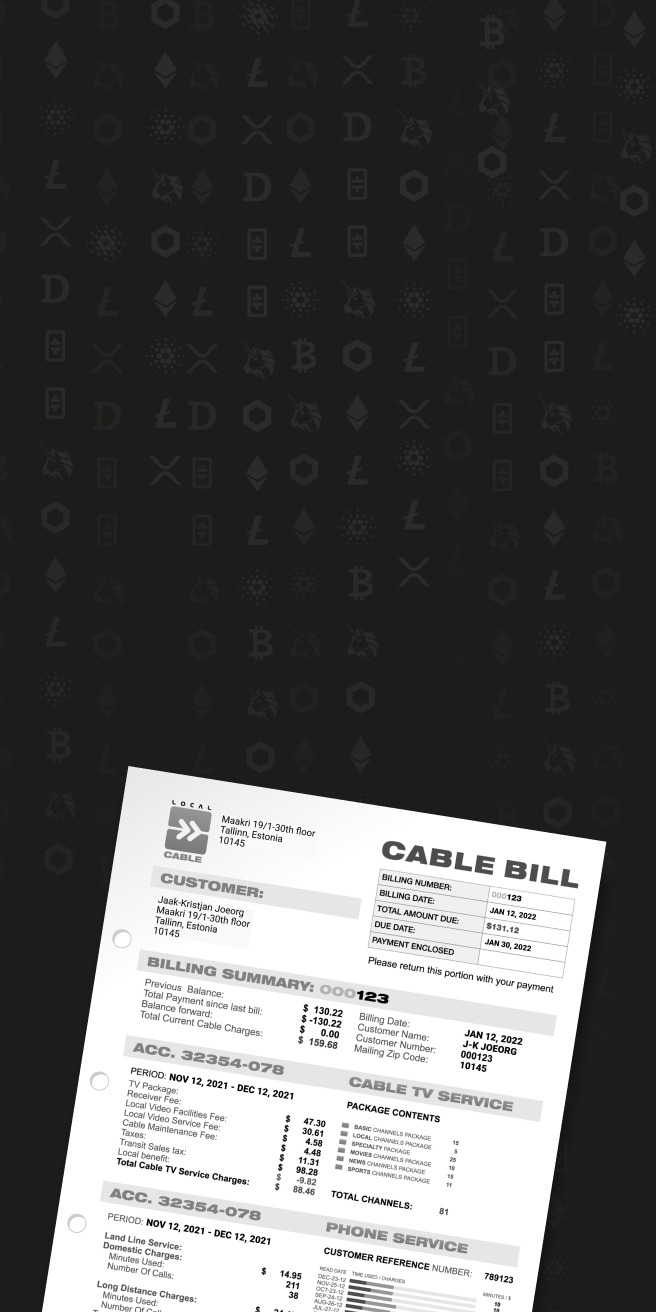 LOCAL
CABLE
Maakri 19/1-30th floor
Tallinn, Estonia
10145
CABLE BILL
BILLING NUMBER: 000123
BILLING DATE: JAN 12, 2022
TOTAL AMOUNT DUE: $131.12
DUE DATE: JAN 30, 2022
PAYMENT ENCLOSED
Please return this portion with your payment
CUSTOMER:
Jaak-Kristjan Joeorg
Maakri 19/1-30th floor
Tallinn, Estonia
10145
BILLING SUMMARY: 000123
Previous Balance: $ 130.22
Total Payment since last bill: $ -130.22
Balance forward: $ 0.00
Total Current Cable Charges: $ 159.68
Billing Date: JAN 12, 2022
Customer Name: J-K JOEORG
Customer Number: 000123
Mailing Zip Code: 10145
ACC. 32354-078
PERIOD: NOV 12, 2021 - DEC 12, 2021
TV Package: $ 47.30
Receiver Fee: $ 30.61
Local Video Facilities Fee: $ 4.58
Local Video Service Fee: $ 4.48
Cable Maintenance Fee: $ 11.31
Taxes: $ 98.28
Transit Sales tax: $ -9.82
Local benefit: $ 88.46
Total Cable TV Service Charges:
CABLE TV SERVICE
PACKAGE CONTENTS
BASIC CHANNELS PACKAGE 15
LOCAL CHANNELS PACKAGE 5
SPECIALTY PACKAGE 25
MOVIES CHANNELS PACKAGE 10
NEWS CHANNELS PACKAGE 15
SPORTS CHANNELS PACKAGE 11
TOTAL CHANNELS: 81
ACC. 32354-078
PERIOD: NOV 12, 2021 - DEC 12, 2021
Land Line Service: $ 14.95
Domestic Charges:
Minutes Used: 211
Number Of Calls: 38
Long Distance Charges:
Minutes Used:
Number Of Calls:
PHONE SERVICE
CUSTOMER REFERENCE NUMBER: 789123
READ DATE TIME USED / CHARGES MINUTES / $
DEC-23-12
NOV-25-12
OCT-23-12
SEP-24-12
AUG-26-12
JUL-27-12